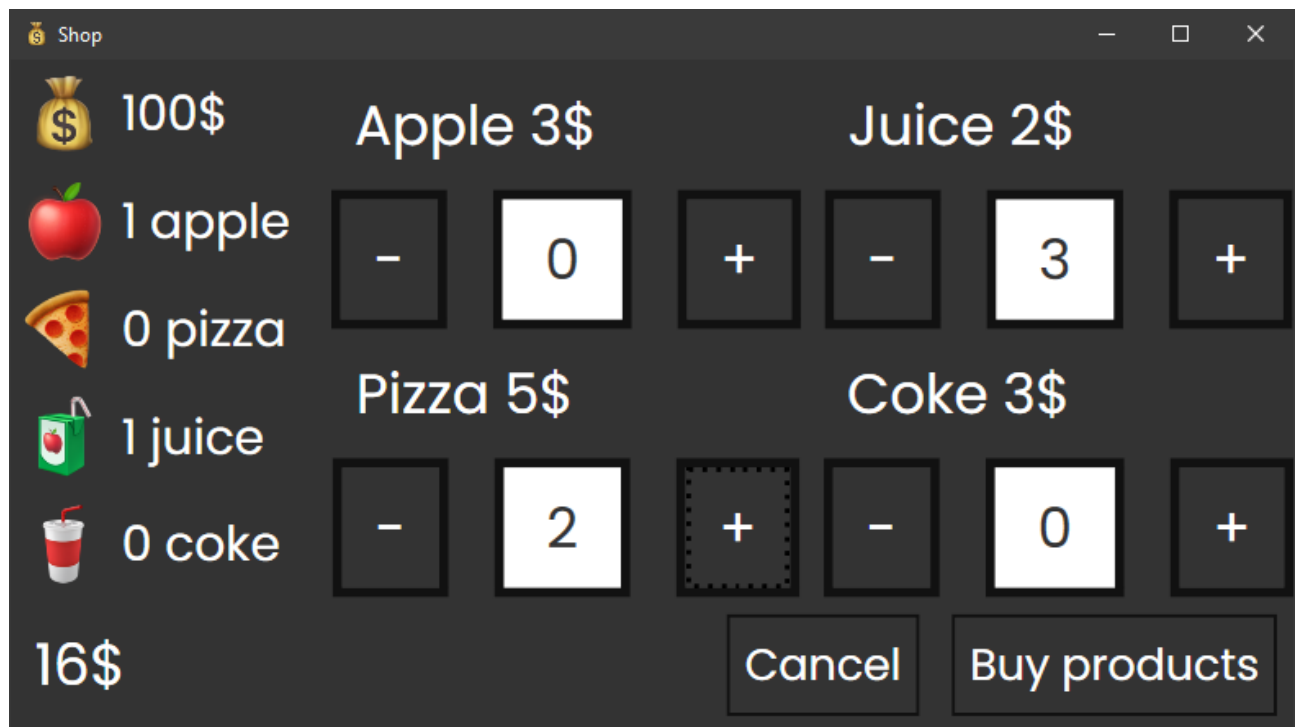 Shop
100$
1 apple
0 pizza
1 juice
0 coke
Apple 3$
- 0 +
Juice 2$
- 3 +
Pizza 5$
- 2 +
Coke 3$
- 0 +
16$
Cancel
Buy products